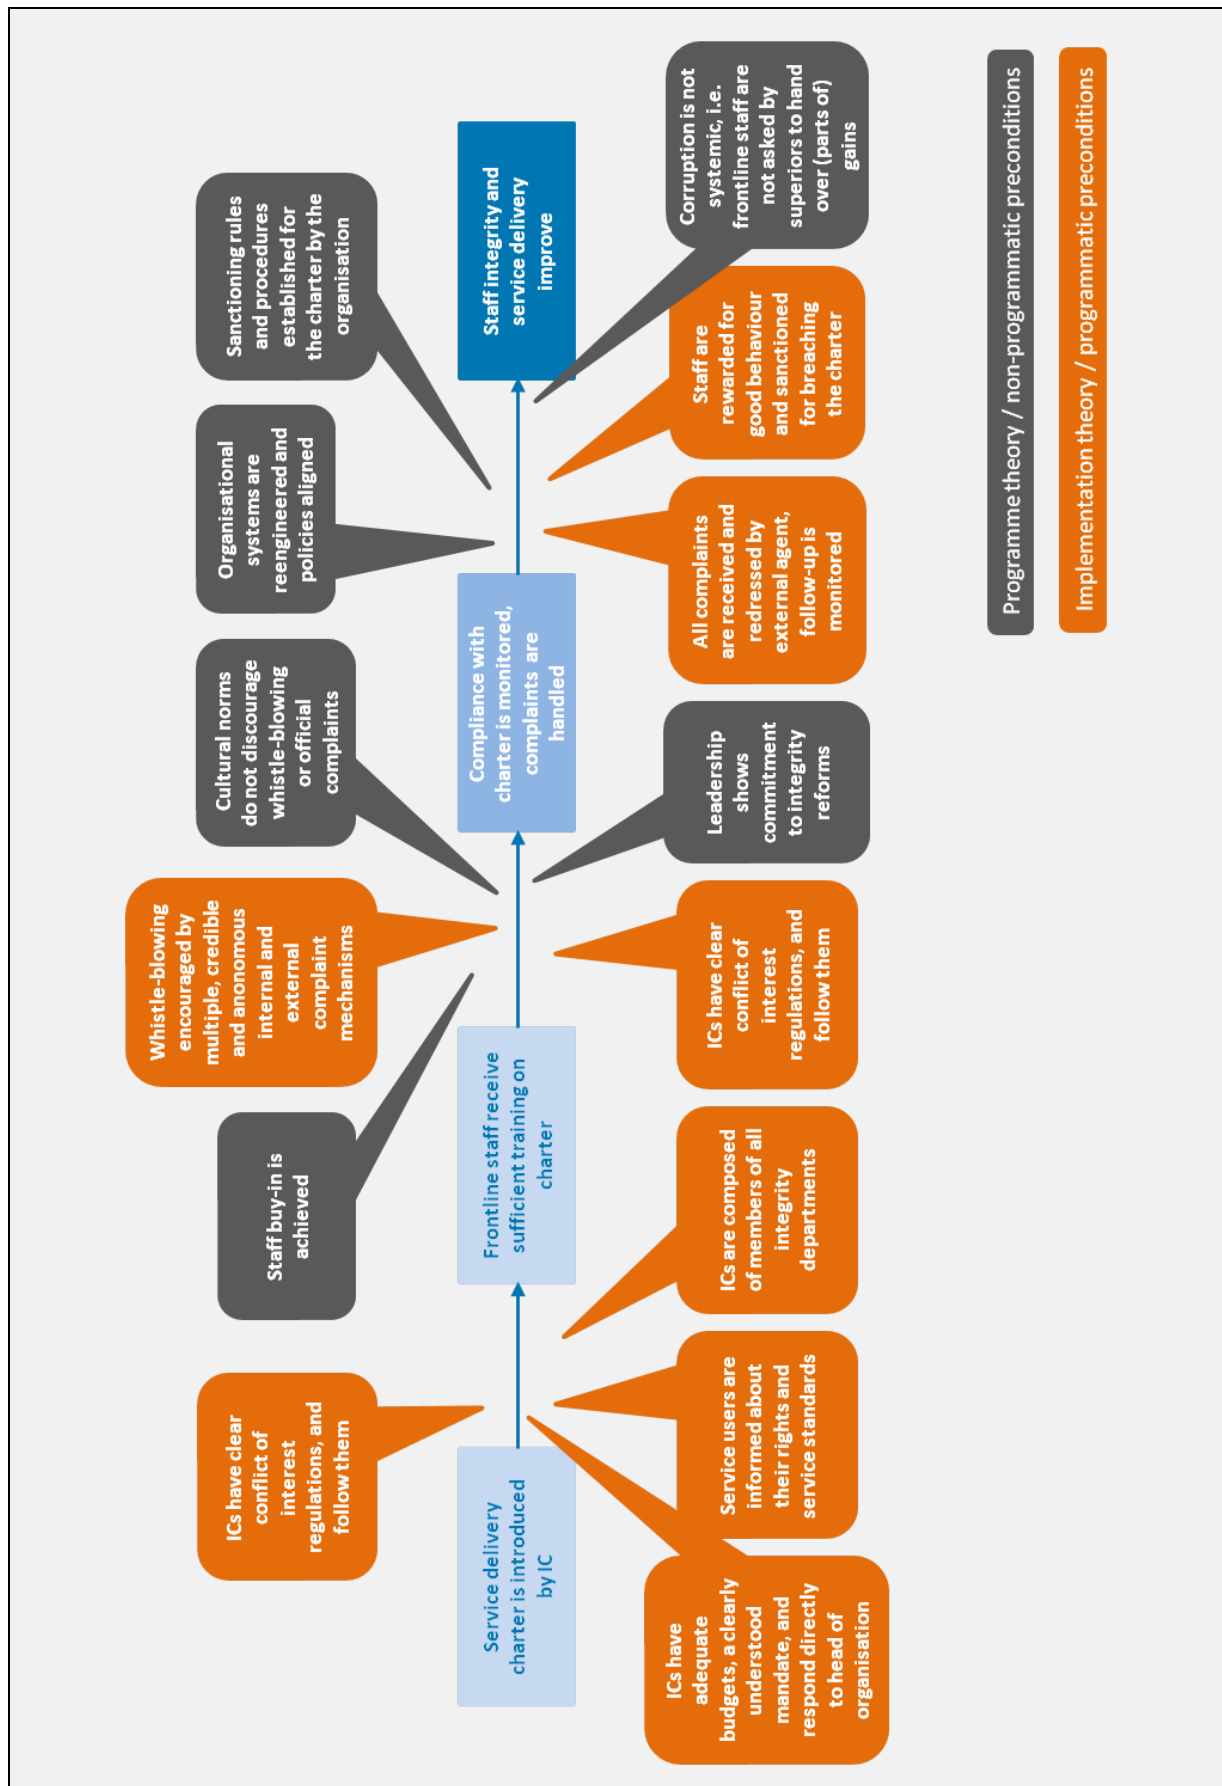 ICs have clear
conflict of
interest
regulations, and
follow them
Staff buy-in is
achieved
Whistle-blowing
encouraged by
multiple, credible
and anonomous
internal and
external
complaint
mechanisms
Cultural norms
do not discourage
whistle-blowing
or official
complaints
Organisational
systems are
reengineered and
policies aligned
Sanctioning rules
and procedures
established for
the charter by the
organisation
Service delivery
charter is introduced
by IC
Frontline staff receive
sufficient training on
charter
Compliance with
charter is monitored,
complaints are
handled
Staff integrity and
service delivery
improve
ICs have
adequate
budgets, a clearly
understood
mandate, and
respond directly
to head of
organisation
Service users are
informed about
their rights and
service standards
ICs are composed
of members of all
integrity
departments
ICs have clear
conflict of
interest
regulations, and
follow them
Leadership
shows
commitment
to integrity
reforms
All complaints
are received and
redressed by
external agent,
follow-up is
monitored
Staff are
rewarded for
good behaviour
and sanctioned
for breaching
the charter
Corruption is not
systemic, i.e.
frontline staff are
not asked by
superiors to hand
over (parts of)
gains
Programme theory / non-programmatic preconditions
Implementation theory / programmatic preconditions